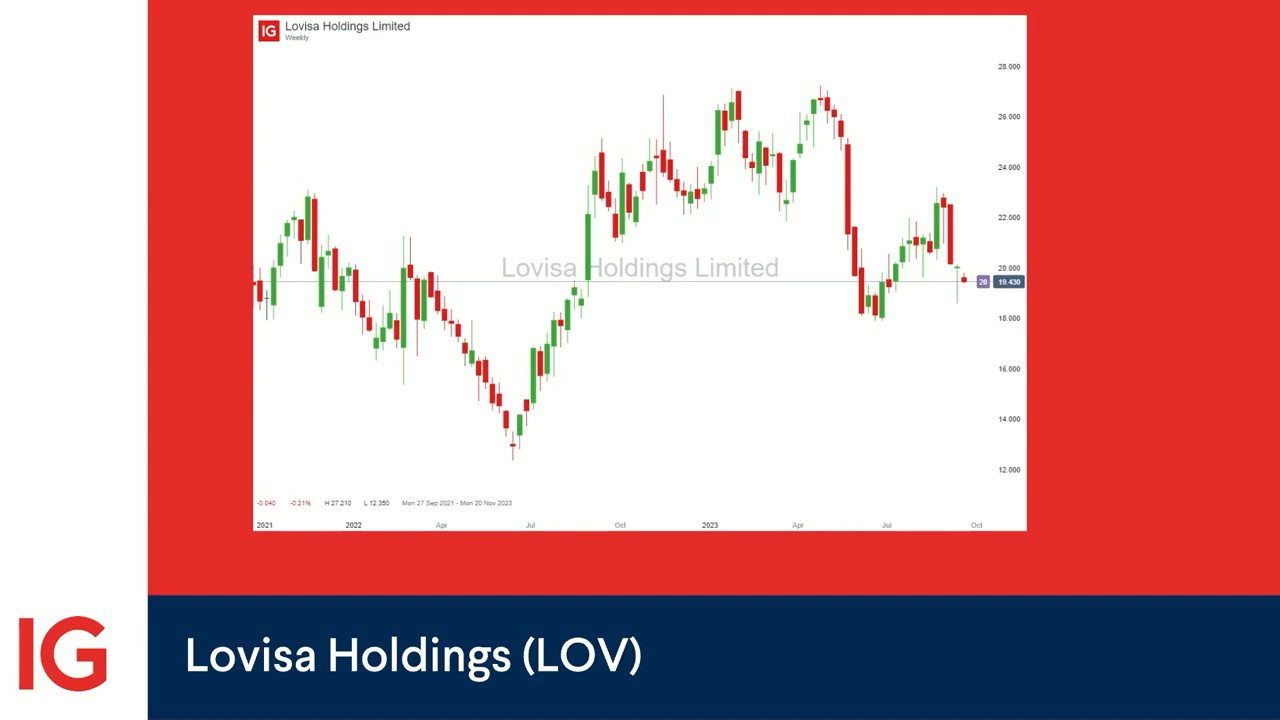 IG
Lovisa Holdings Limited
Weekly
28.000
26.000
24.000
22.000
Lovisa Holdings Limited
20.000
20
19.430
18.000
16.000
14.000
12.000
-0.040 -0.21% H 27.210 L 12.350 Mon 27 Sep 2021 - Mon 20 Nov 2023
2021 2022 Apr Jul Oct 2023 Apr Jul Oct
IG
Lovisa Holdings (LOV)